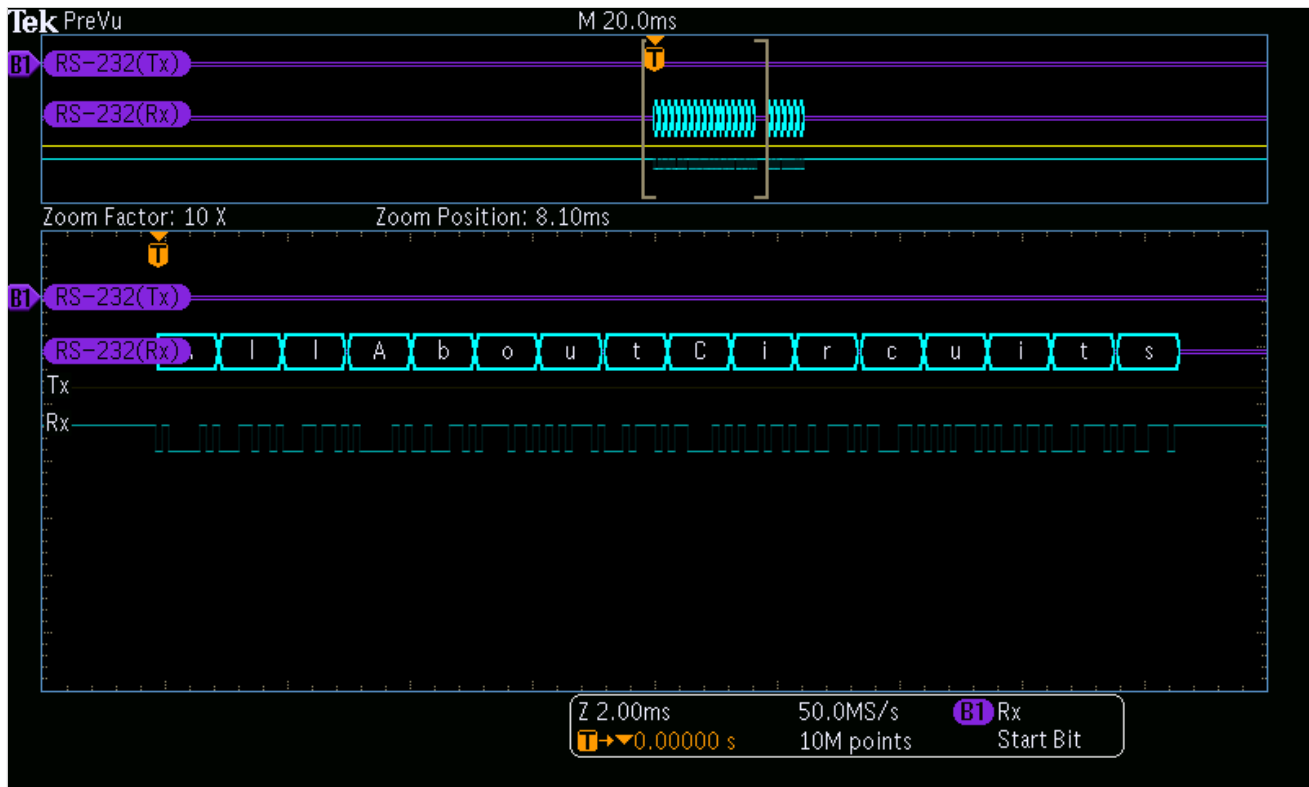 Tek PreVu M 20.0ms
B1 RS-232(Tx) T
RS-232(Rx)
Zoom Factor: 10 X Zoom Position: 8.10ms
T
B1 RS-232(Tx)
RS-232(Rx) l l A b o u t C i r c u i t s
Tx
Rx
Z 2.00ms 50.0MS/s B1 Rx
T→▼0.00000 s 10M points Start Bit